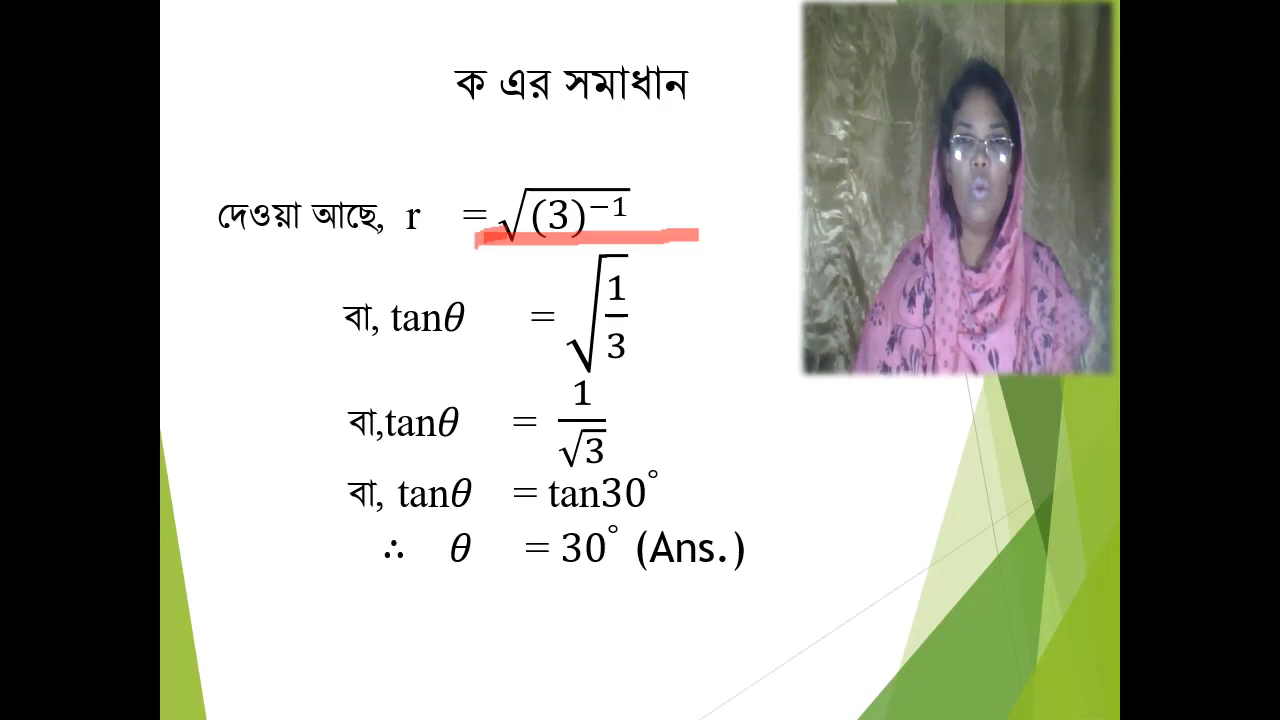 ক এর সমাধান
দেওয়া আছে, r = √(3)⁻¹
বা, tanθ = √(1/3)
বা,tanθ = 1/√3
বা, tanθ = tan30°
∴ θ = 30° (Ans.)